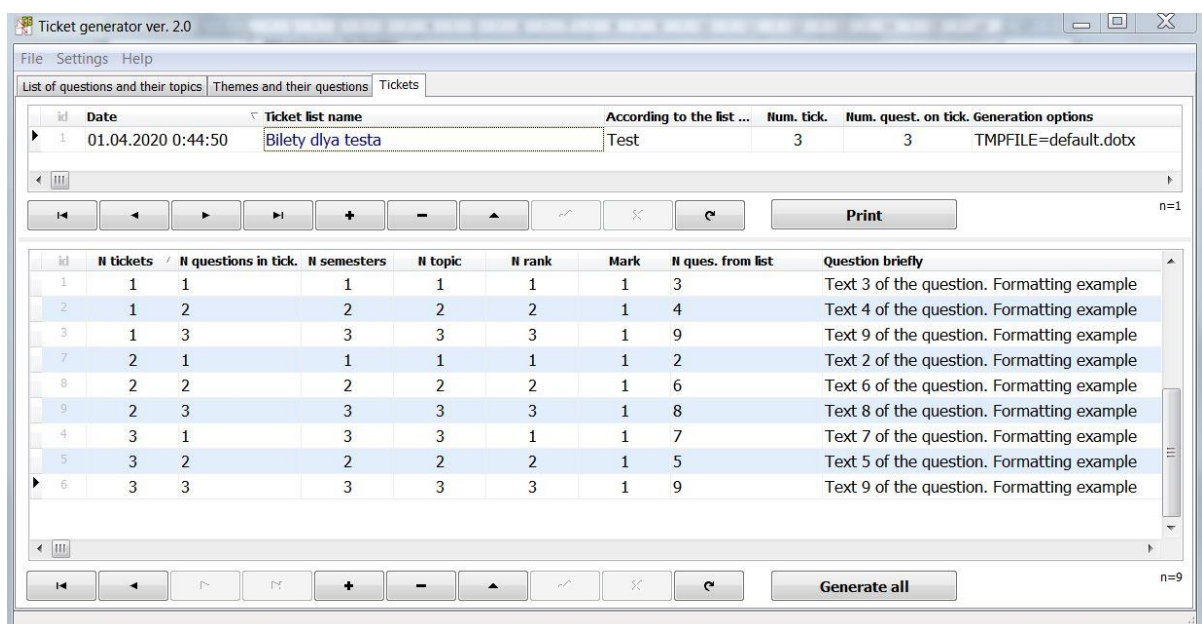 Ticket generator ver. 2.0
File Settings Help
List of questions and their topics Themes and their questions Tickets
id Date Ticket list name According to the list ... Num. tick. Num. quest. on tick. Generation options
1 01.04.2020 0:44:50 Bilety dlya testa Test 3 3 TMPFILE=default.dotx
Print n=1
id N tickets N questions in tick. N semesters N topic N rank Mark N ques. from list Question briefly
1 1 1 1 1 1 1 3 Text 3 of the question. Formatting example
2 1 2 2 2 2 1 4 Text 4 of the question. Formatting example
3 1 3 3 3 3 1 9 Text 9 of the question. Formatting example
7 2 1 1 1 1 1 2 Text 2 of the question. Formatting example
8 2 2 2 2 2 1 6 Text 6 of the question. Formatting example
9 2 3 3 3 3 1 8 Text 8 of the question. Formatting example
4 3 1 3 3 1 1 7 Text 7 of the question. Formatting example
5 3 2 2 2 2 1 5 Text 5 of the question. Formatting example
6 3 3 3 3 3 1 9 Text 9 of the question. Formatting example
Generate all n=9